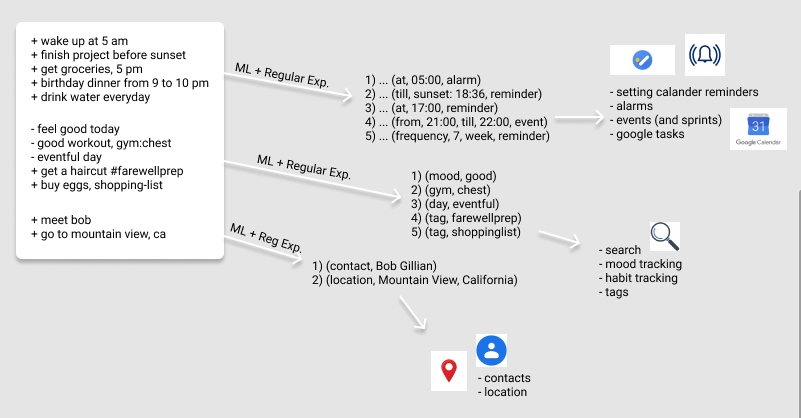 + wake up at 5 am
+ finish project before sunset
+ get groceries, 5 pm
+ birthday dinner from 9 to 10 pm
+ drink water everyday
- feel good today
- good workout, gym:chest
- eventful day
+ get a haircut #farewellprep
+ buy eggs, shopping-list
+ meet bob
+ go to mountain view, ca
ML + Regular Exp.
1) ... (at, 05:00, alarm)
2) ... (till, sunset: 18:36, reminder)
3) ... (at, 17:00, reminder)
4) ... (from, 21:00, till, 22:00, event)
5) ... (frequency, 7, week, reminder)
- setting calander reminders
- alarms
- events (and sprints)
- google tasks
31
Google Calendar
ML + Regular Exp.
1) (mood, good)
2) (gym, chest)
3) (day, eventful)
4) (tag, farewellprep)
5) (tag, shoppinglist)
- search
- mood tracking
- habit tracking
- tags
ML + Reg Exp.
1) (contact, Bob Gillian)
2) (location, Mountain View, California)
- contacts
- location